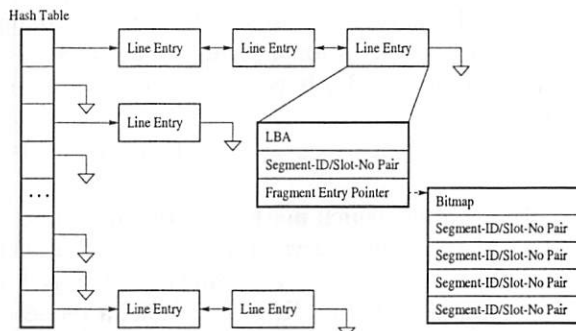 Hash Table
Line Entry
Line Entry
Line Entry
Line Entry
LBA
Segment-ID/Slot-No Pair
Fragment Entry Pointer
...
Bitmap
Segment-ID/Slot-No Pair
Segment-ID/Slot-No Pair
Segment-ID/Slot-No Pair
Segment-ID/Slot-No Pair
Line Entry
Line Entry